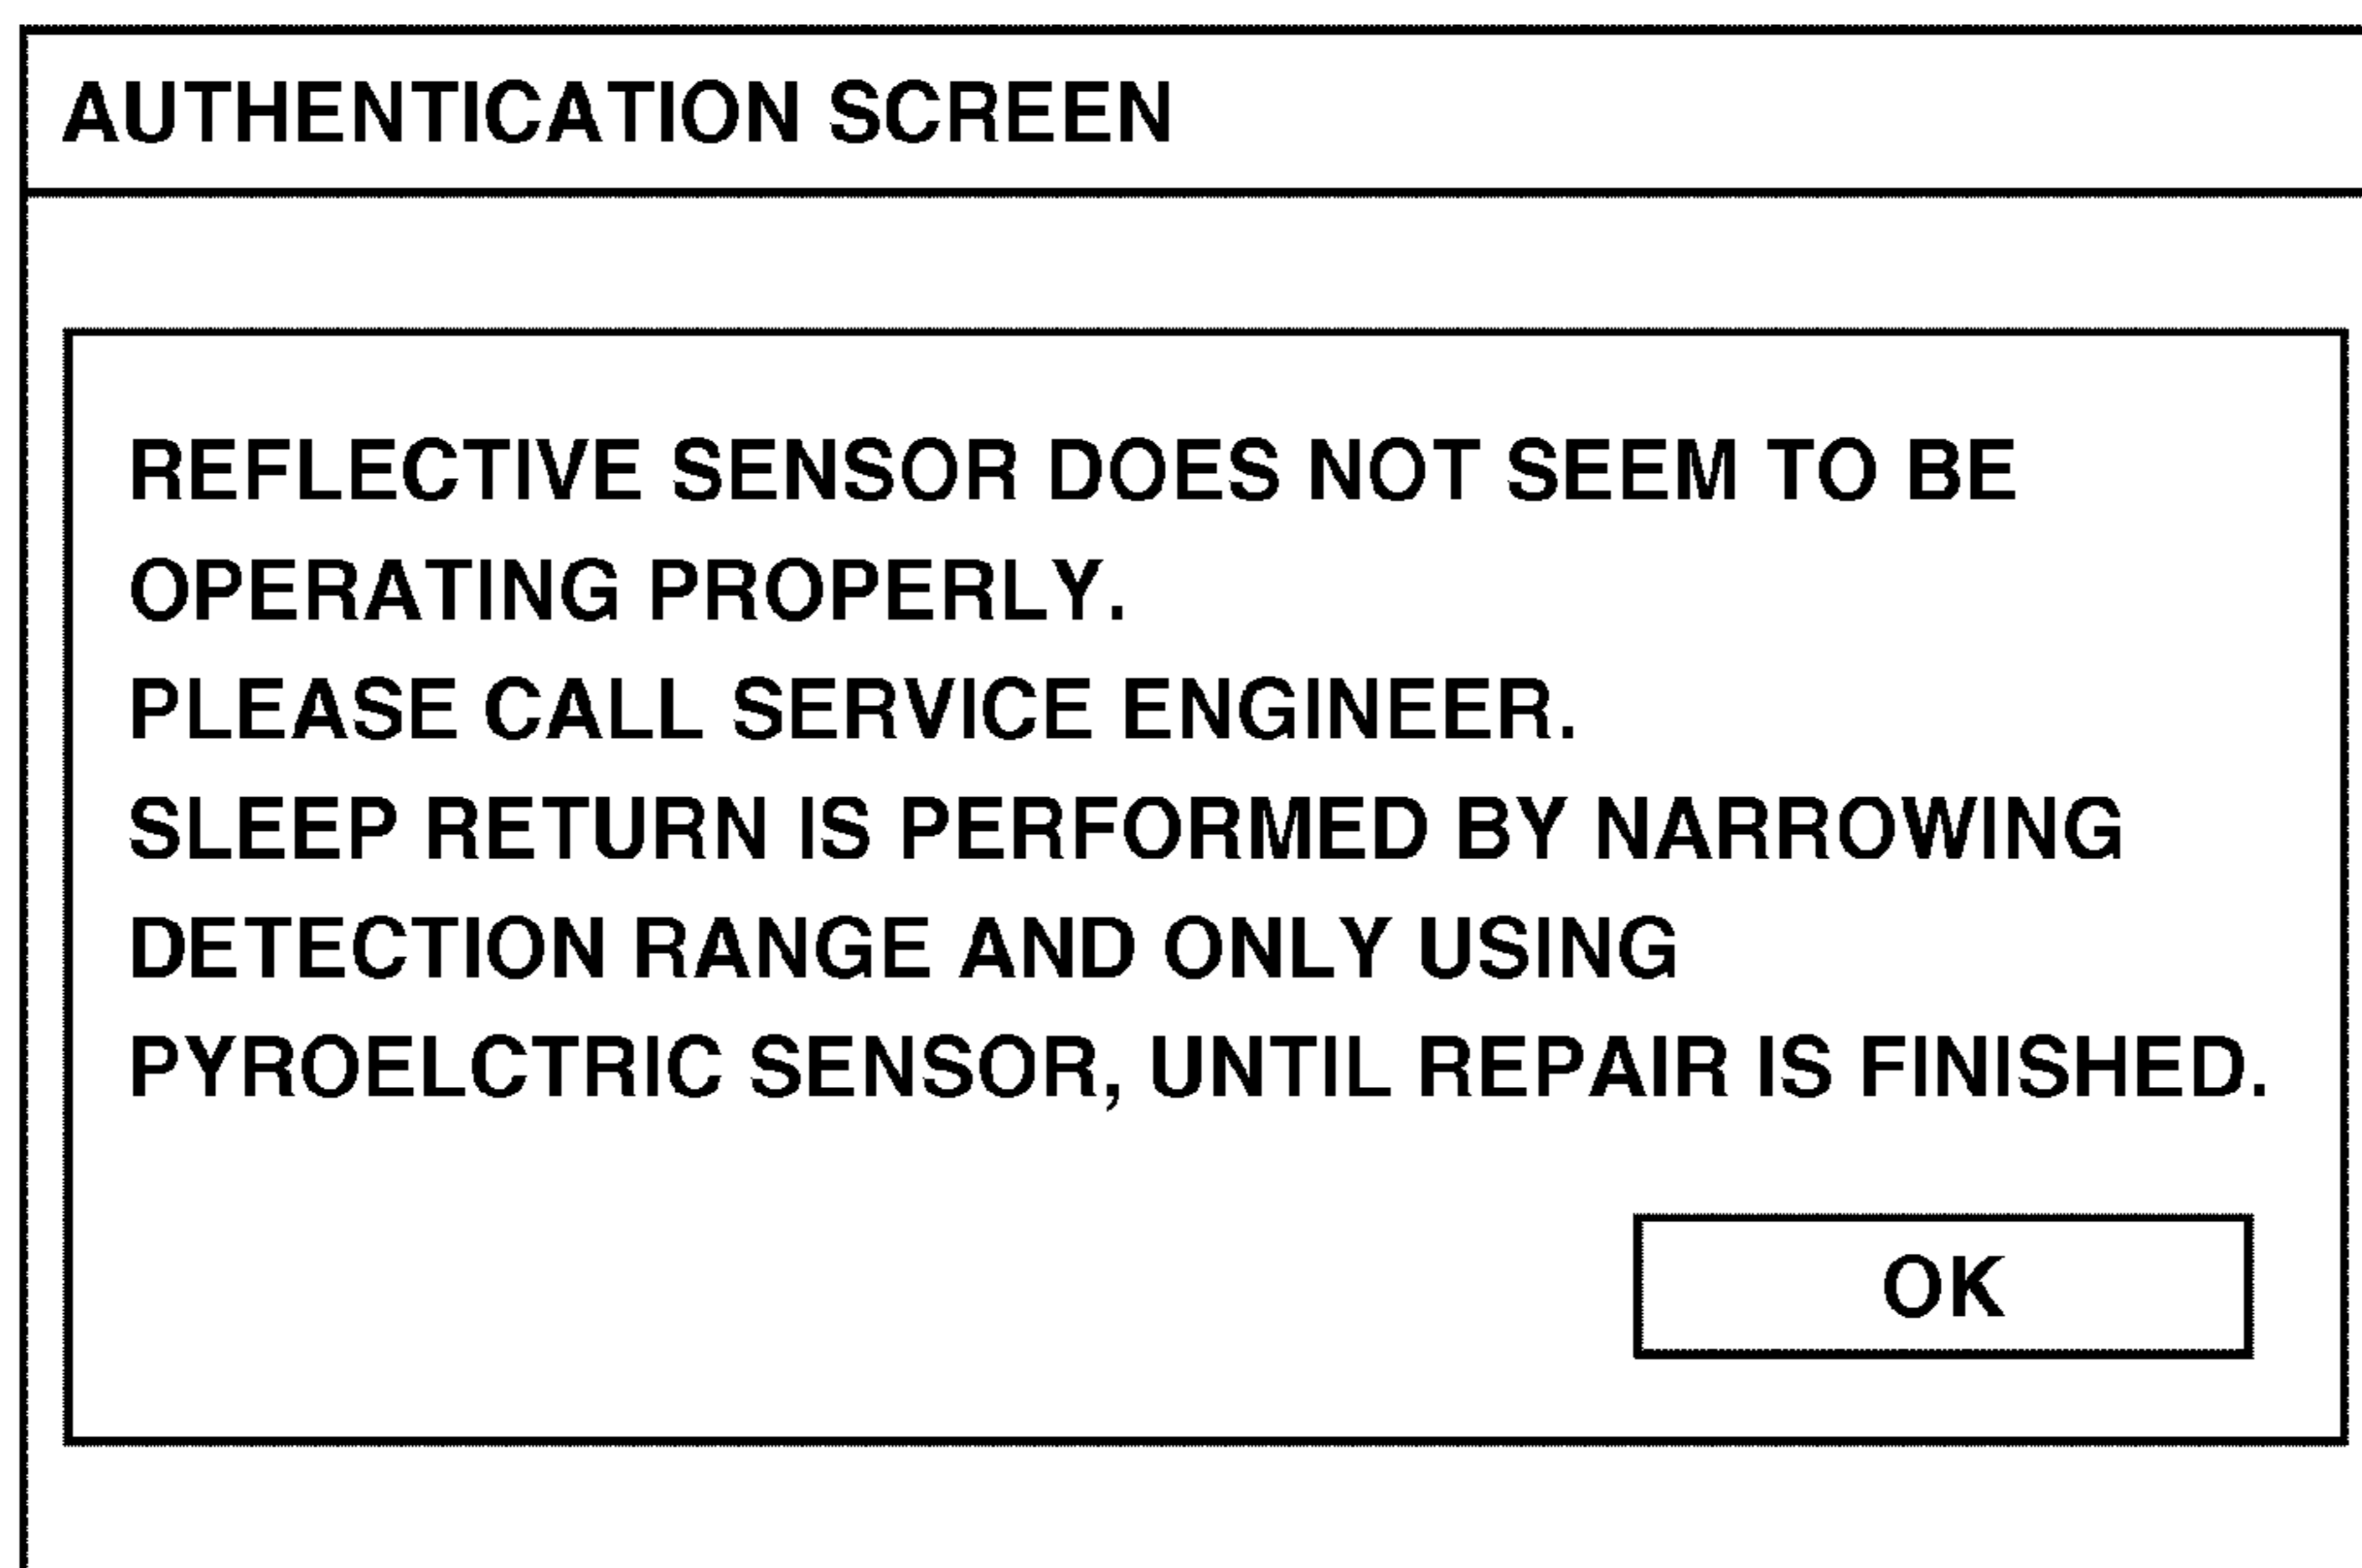 AUTHENTICATION SCREEN
REFLECTIVE SENSOR DOES NOT SEEM TO BE
OPERATING PROPERLY.
PLEASE CALL SERVICE ENGINEER.
SLEEP RETURN IS PERFORMED BY NARROWING
DETECTION RANGE AND ONLY USING
PYROELCTRIC SENSOR, UNTIL REPAIR IS FINISHED.
OK